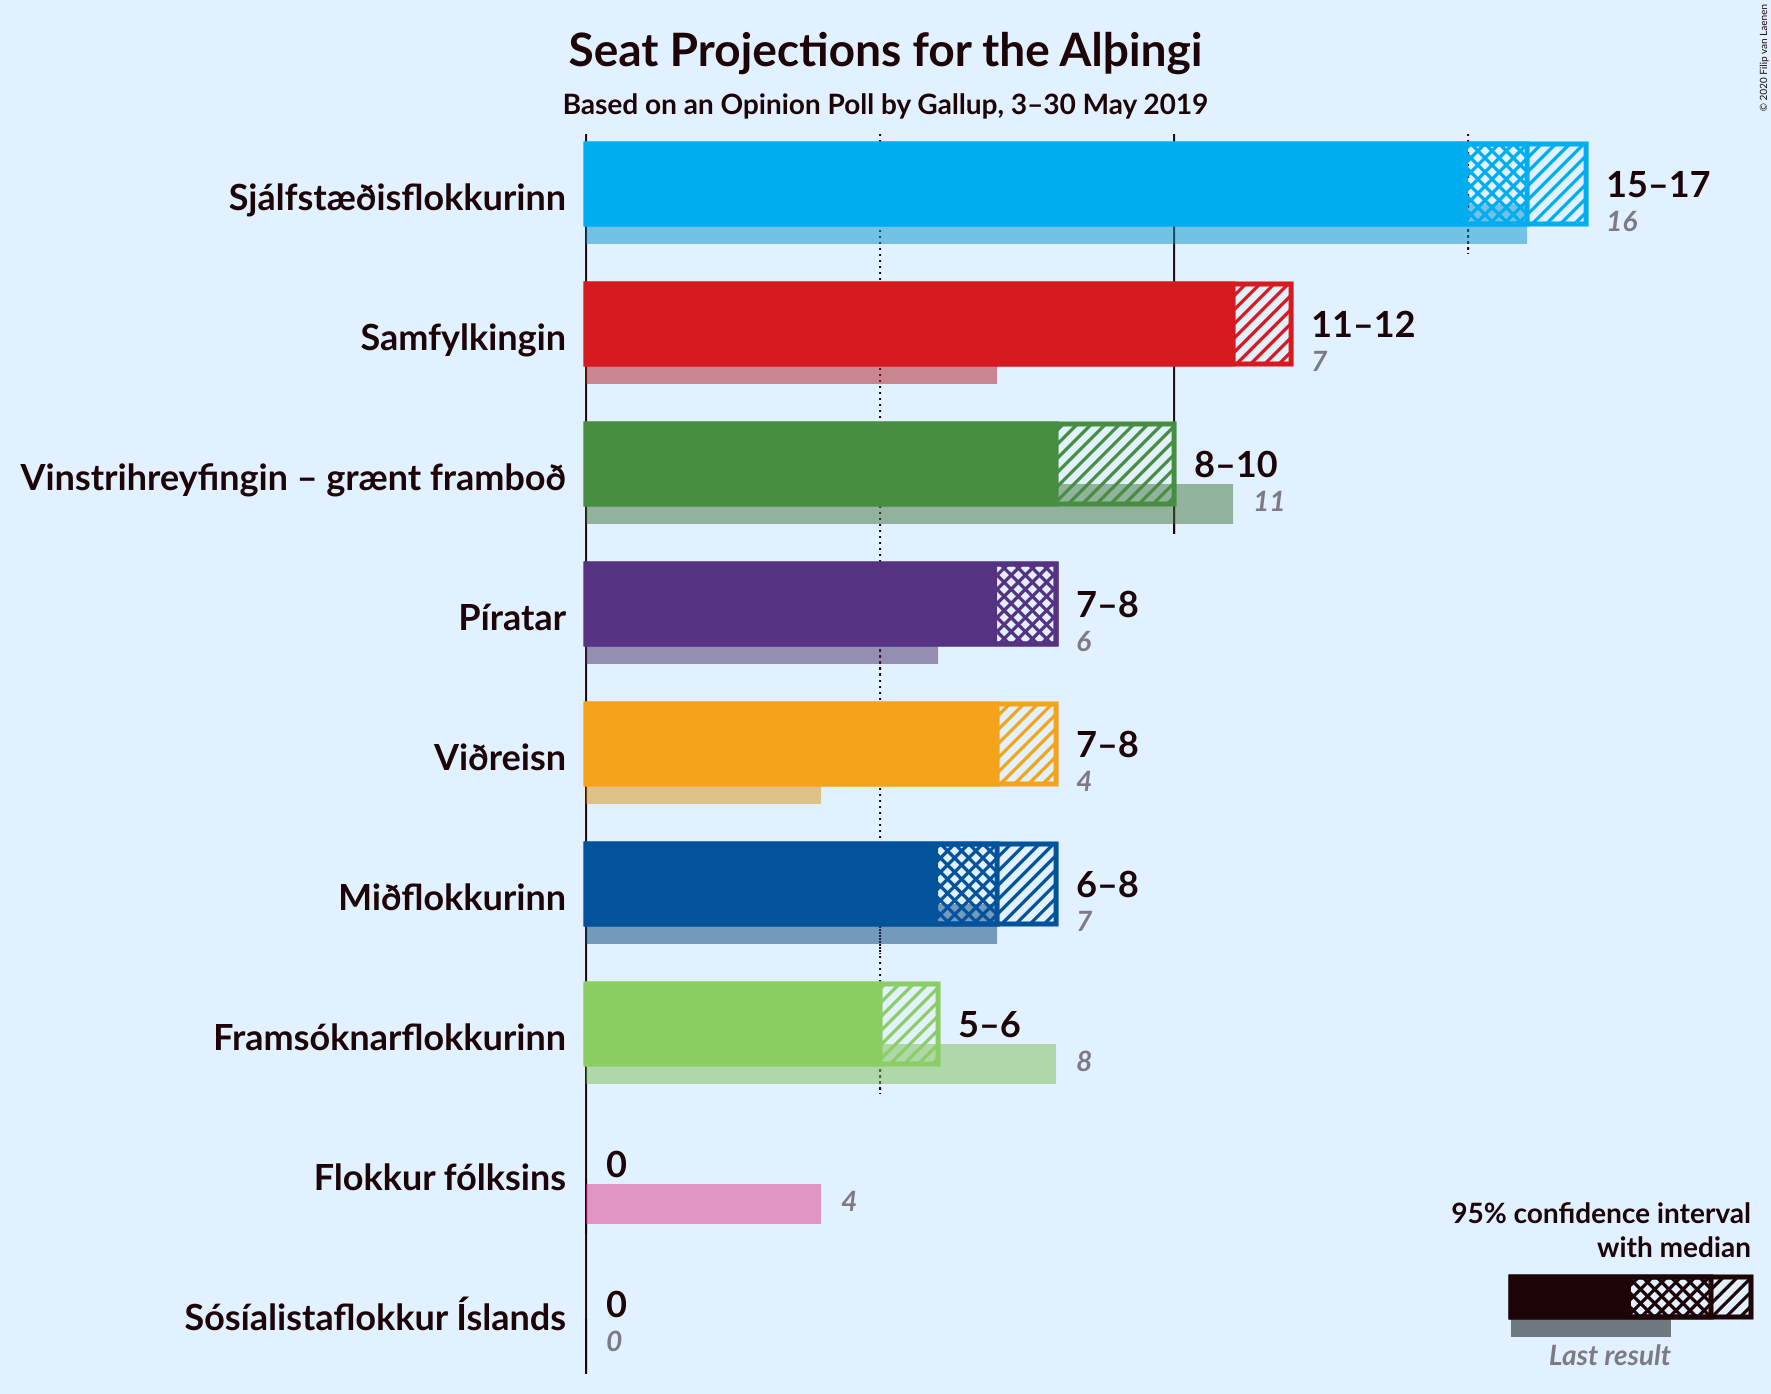 Seat Projections for the Alþingi
Based on an Opinion Poll by Gallup, 3–30 May 2019
© 2020 Filip van Laenen
Sjálfstæðisflokkurinn
15–17
16
Samfylkingin
11–12
7
Vinstrihreyfingin – grænt framboð
8–10
11
Píratar
7–8
6
Viðreisn
7–8
4
Miðflokkurinn
6–8
7
Framsóknarflokkurinn
5–6
8
Flokkur fólksins
0
4
Sósíalistaflokkur Íslands
0
0
95% confidence interval
with median
Last result